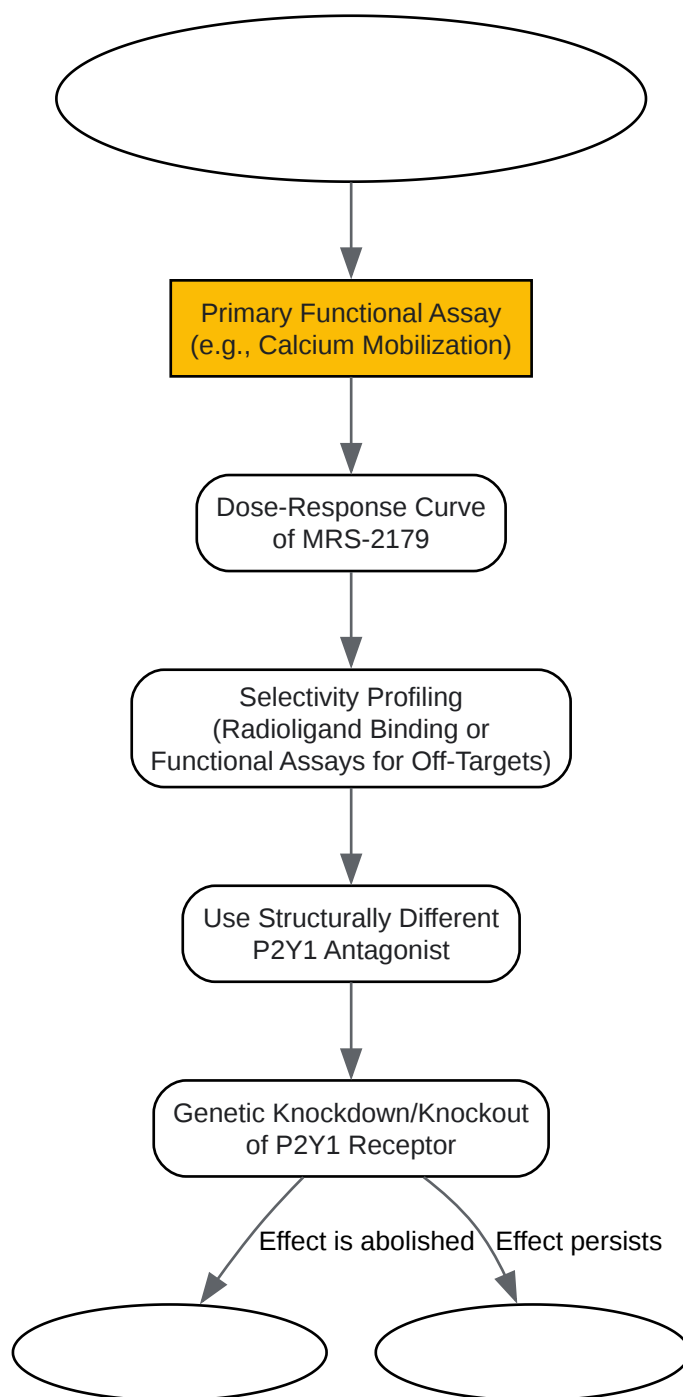 Primary Functional Assay
(e.g., Calcium Mobilization)
Dose-Response Curve
of MRS-2179
Selectivity Profiling
(Radioligand Binding or
Functional Assays for Off-Targets)
Use Structurally Different
P2Y1 Antagonist
Genetic Knockdown/Knockout
of P2Y1 Receptor
Effect is abolished
Effect persists